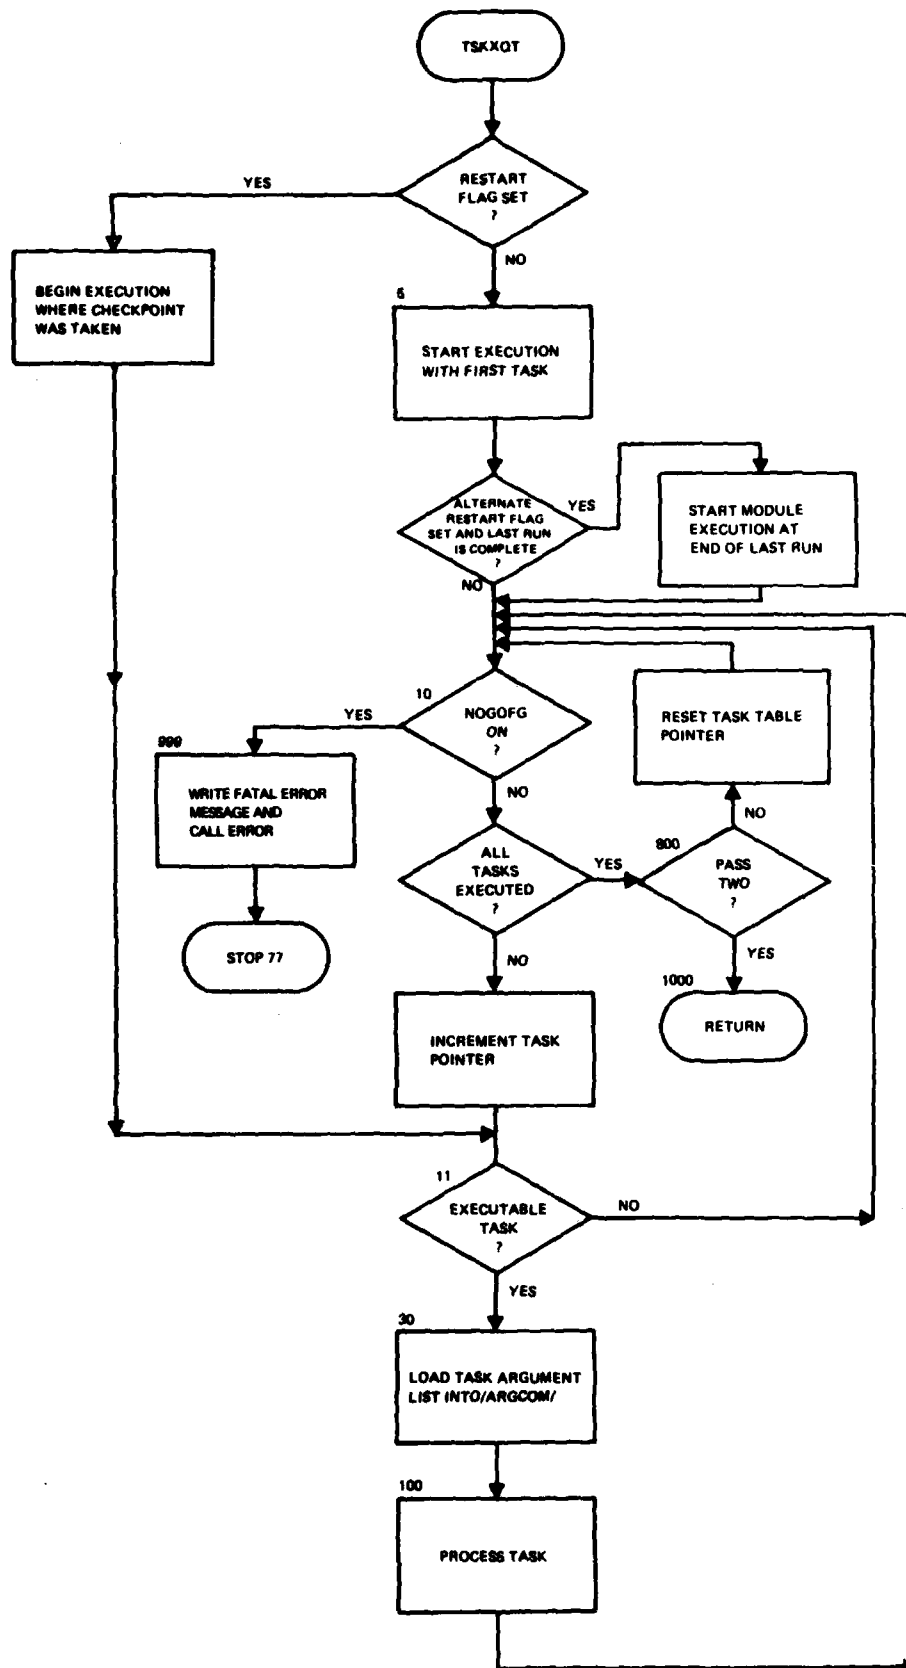 TSKXQT
RESTART
FLAG SET
?
YES
NO
BEGIN EXECUTION
WHERE CHECKPOINT
WAS TAKEN
5
START EXECUTION
WITH FIRST TASK
ALTERNATE
RESTART FLAG
SET AND LAST RUN
IS COMPLETE
?
YES
NO
START MODULE
EXECUTION AT
END OF LAST RUN
10
NOGOFG
ON
?
YES
NO
RESET TASK TABLE
POINTER
999
WRITE FATAL ERROR
MESSAGE AND
CALL ERROR
STOP 77
ALL
TASKS
EXECUTED
?
YES
NO
800
PASS
TWO
?
NO
YES
1000
RETURN
INCREMENT TASK
POINTER
11
EXECUTABLE
TASK
?
NO
YES
30
LOAD TASK ARGUMENT
LIST INTO/ARGCOM/
100
PROCESS TASK